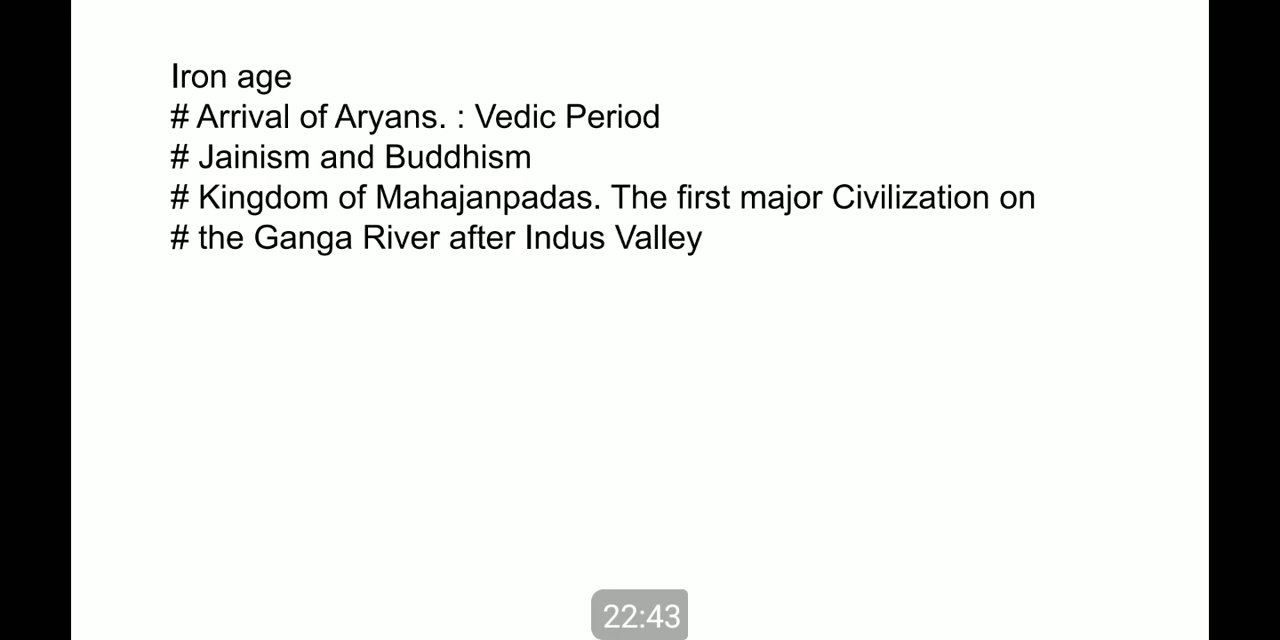 Iron age
# Arrival of Aryans. : Vedic Period
# Jainism and Buddhism
# Kingdom of Mahajanpadas. The first major Civilization on
# the Ganga River after Indus Valley
22:43